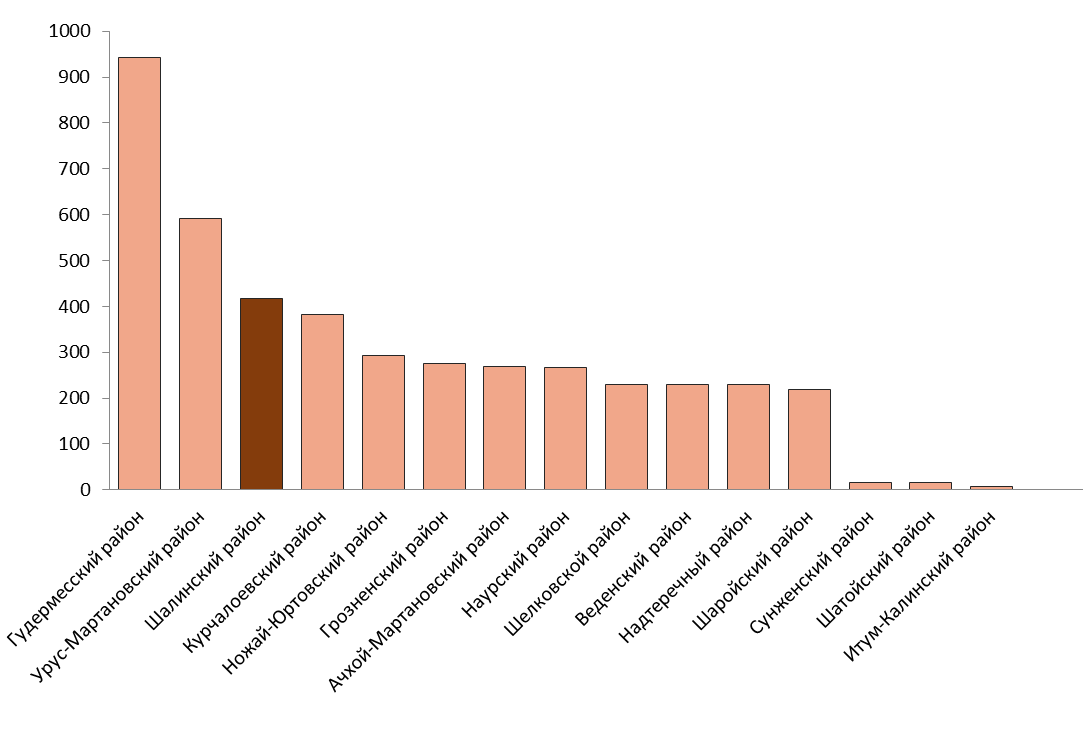 1000
900
800
700
600
500
400
300
200
100
0
Гудермесский район
Урус-Мартановский район
Шалинский район
Курчалоевский район
Ножай-Юртовский район
Грозненский район
Ачхой-Мартановский район
Наурский район
Шелковской район
Веденский район
Надтеречный район
Шаройский район
Сунженский район
Шатойский район
Итум-Калинский район